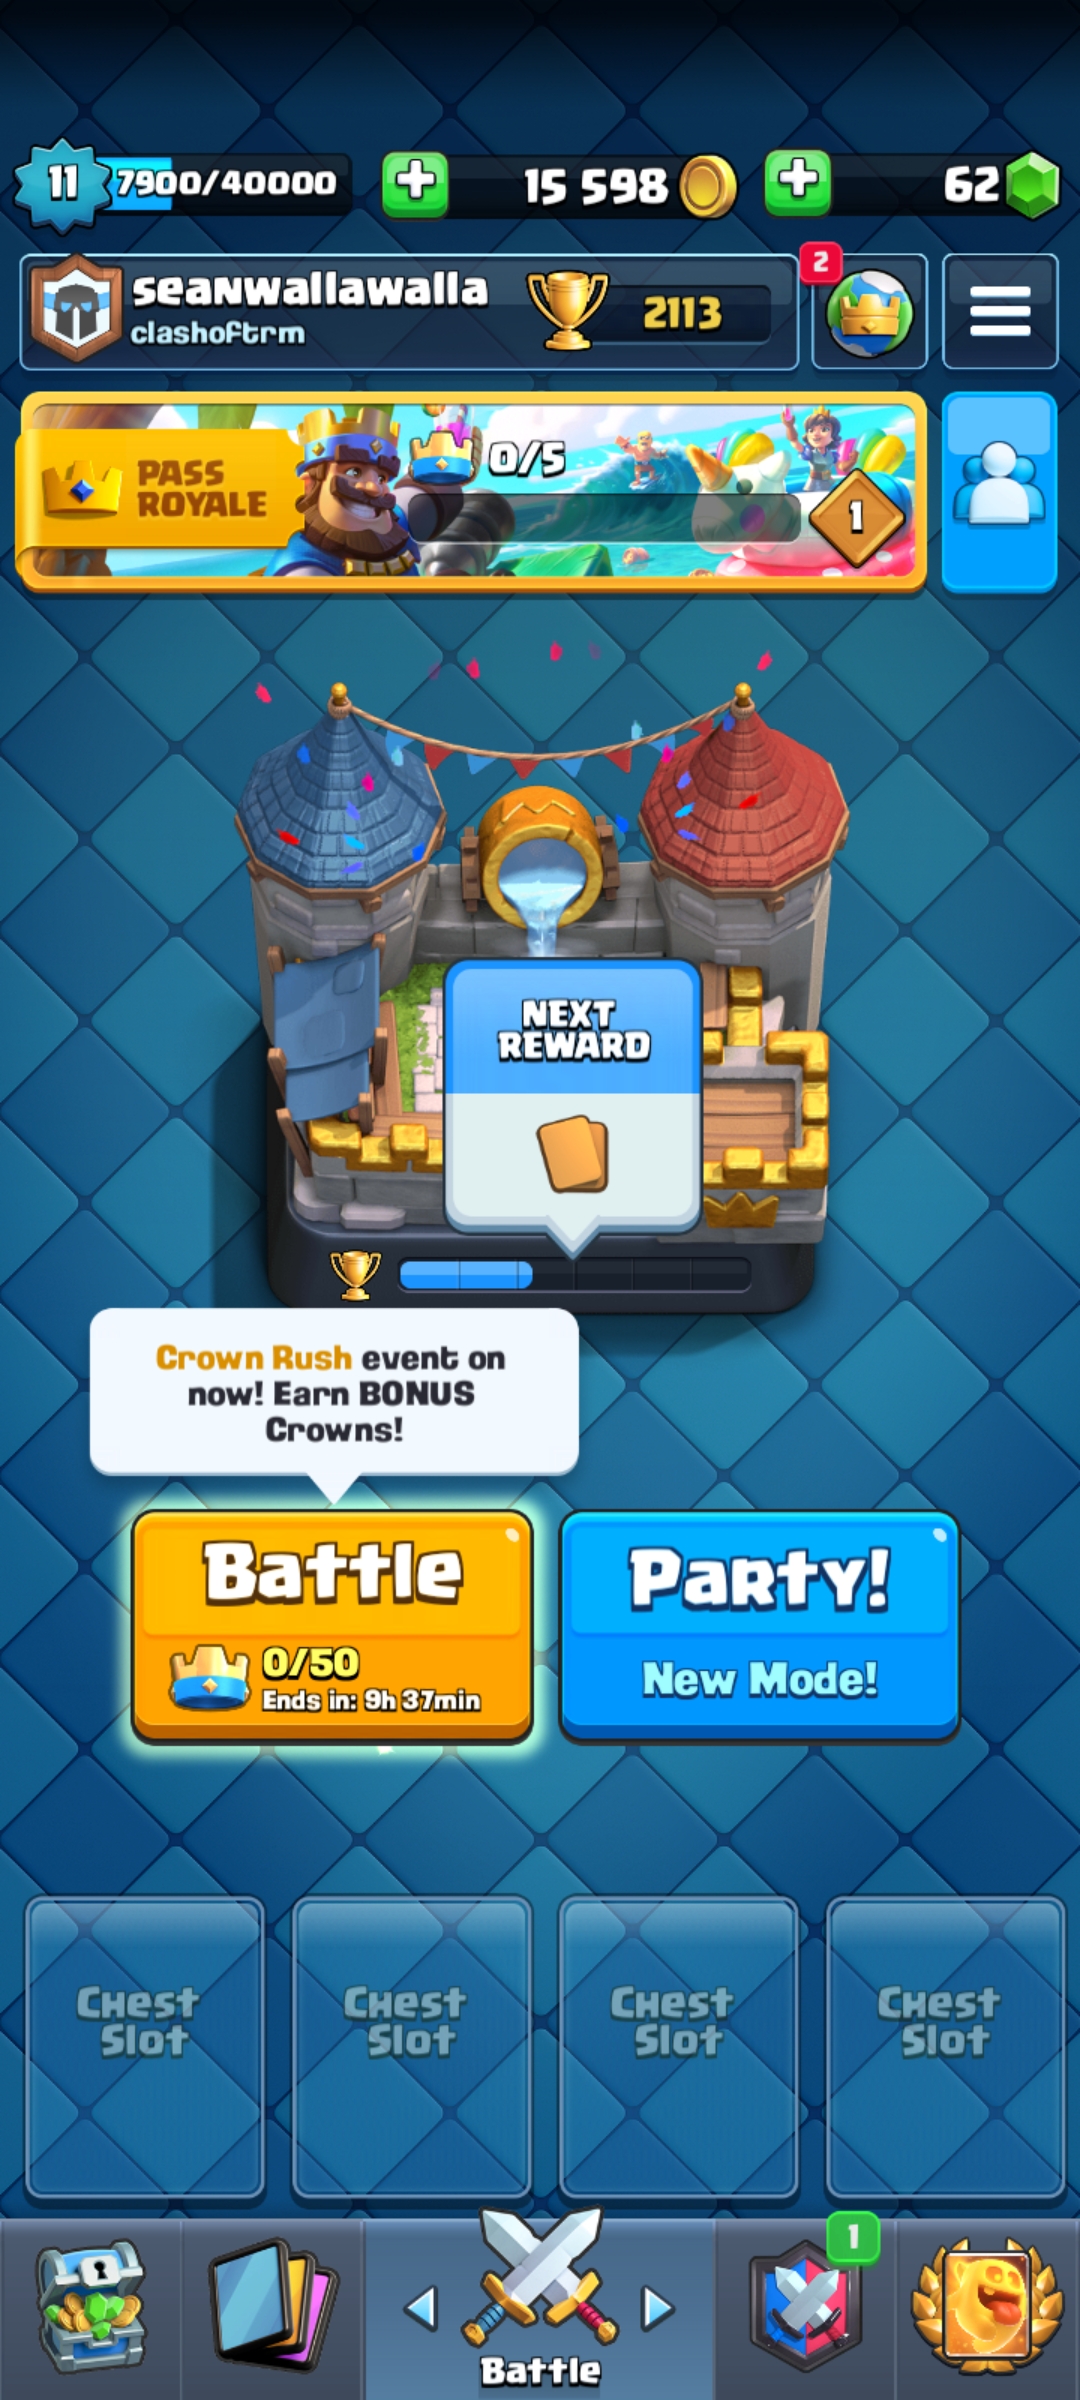 11
7900/40000
15 598
62
seanwallawalla
clashoftrm
2113
2
PASS
ROYALE
0/5
1
NEXT
REWARD
Crown Rush event on
now! Earn BONUS
Crowns!
Battle
0/50
Ends in: 9h 37min
Party!
New Mode!
Chest
Slot
Chest
Slot
Chest
Slot
Chest
Slot
1
Battle